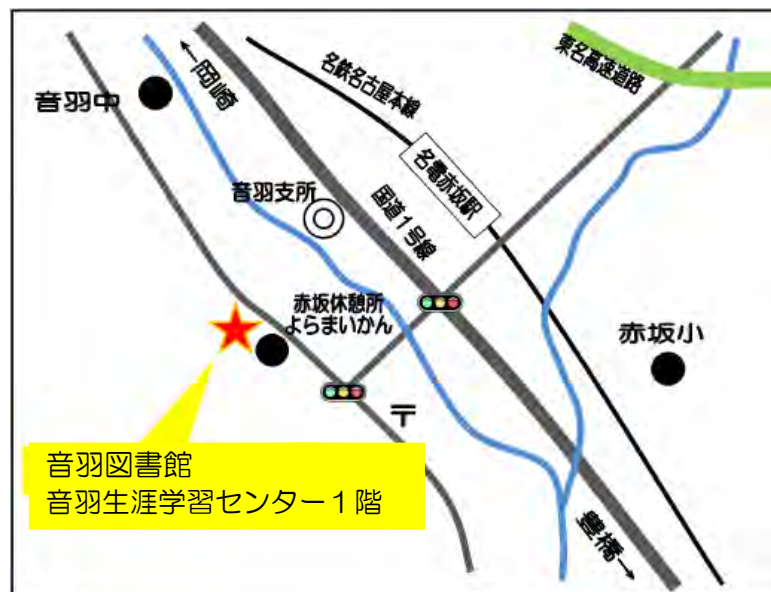 ←岡崎
音羽中
名鉄名古屋本線
東名高速道路
名電赤坂駅
音羽支所
国道1号線
赤坂休憩所
よらまいかん
赤坂小
〒
音羽図書館
音羽生涯学習センター１階
豊橋→